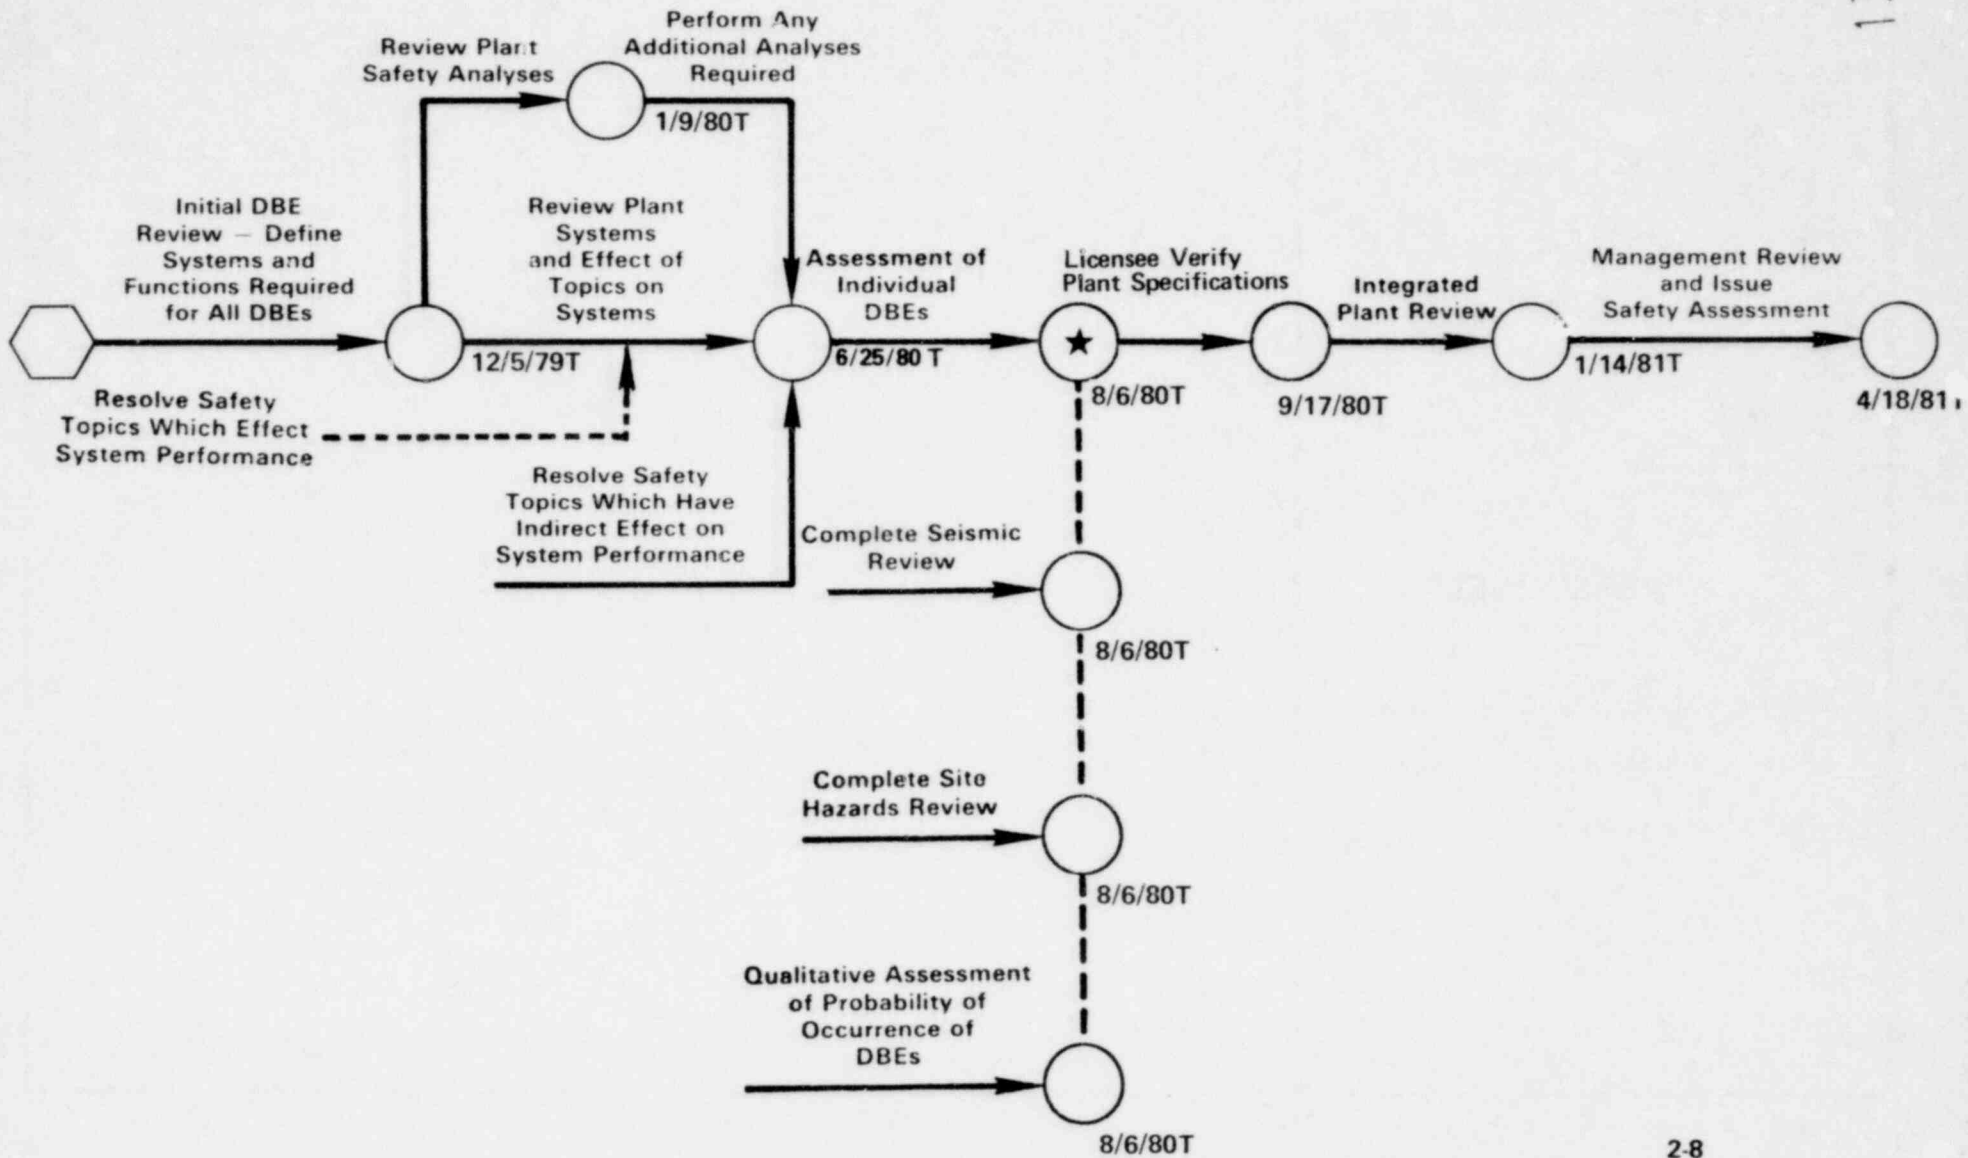 Perform Any
Additional Analyses
Required
Review Plant
Safety Analyses
1/9/80T
Initial DBE
Review – Define
Systems and
Functions Required
for All DBEs
Review Plant
Systems
and Effect of
Topics on
Systems
12/5/79T
Assessment of
Individual
DBEs
6/25/80 T
Licensee Verify
Plant Specifications
★
8/6/80T
9/17/80T
Integrated
Plant Review
Management Review
and Issue
Safety Assessment
1/14/81T
4/18/81
Resolve Safety
Topics Which Effect
System Performance
Resolve Safety
Topics Which Have
Indirect Effect on
System Performance
Complete Seismic
Review
8/6/80T
Complete Site
Hazards Review
8/6/80T
Qualitative Assessment
of Probability of
Occurrence of
DBEs
8/6/80T
2-8